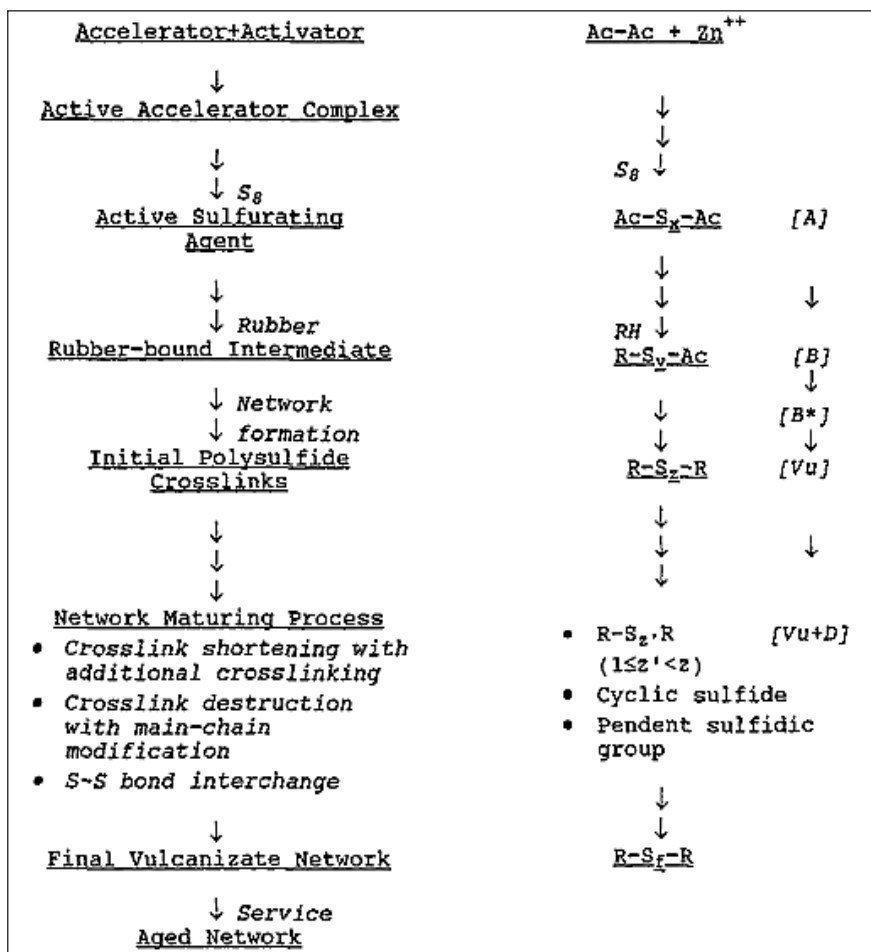 Accelerator+Activator
↓
Active Accelerator Complex
↓
↓ S8
Active Sulfurating
Agent
↓
↓ Rubber
Rubber-bound Intermediate
↓ Network
↓ formation
Initial Polysulfide
Crosslinks
↓
↓
↓
Network Maturing Process
• Crosslink shortening with
additional crosslinking
• Crosslink destruction
with main-chain
modification
• S-S bond interchange
↓
Final Vulcanizate Network
↓ Service
Aged Network
Ac-Ac + Zn++
↓
↓
S8 ↓
Ac-Sx-Ac [A]
↓
↓ ↓
RH ↓
R-Sy-Ac [B]
↓
↓ [B*]
↓ ↓
R-Sz-R [Vu]
↓
↓ ↓
↓
• R-Sz'R [Vu+D]
(1≤z'<z)
• Cyclic sulfide
• Pendent sulfidic
group
↓
↓
R-Sf-R